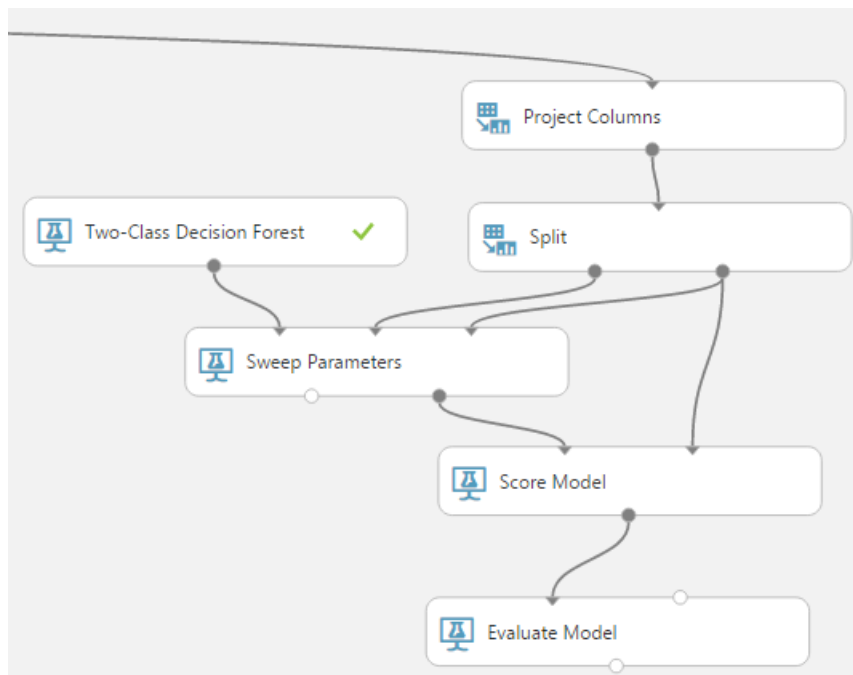 Project Columns
Two-Class Decision Forest
Split
Sweep Parameters
Score Model
Evaluate Model